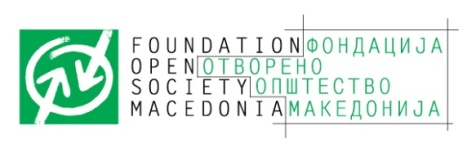 FOUNDATION ФОНДАЦИЈА
OPEN ОТВОРЕНО
SOCIETY ОПШТЕСТВО
MACEDONIA МАКЕДОНИЈА